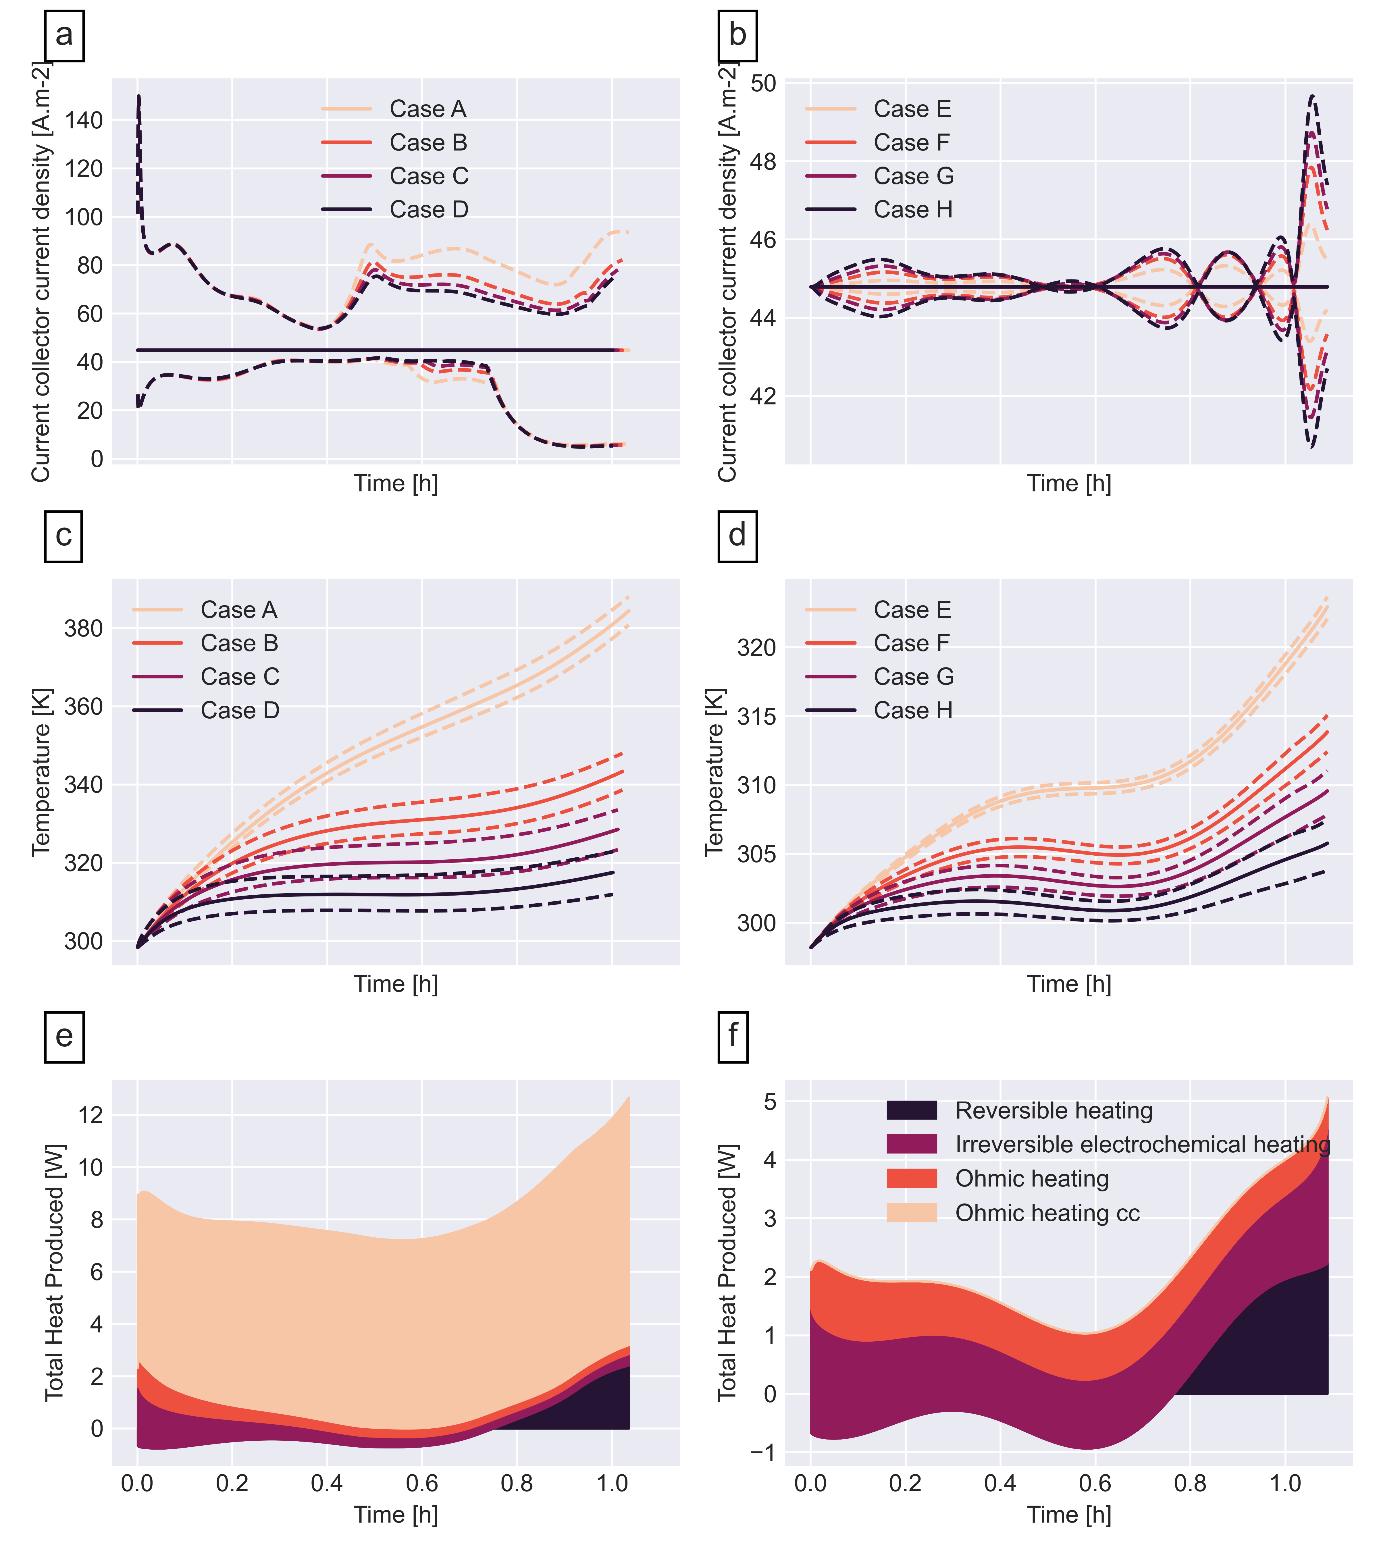 a
Current collector current density [A.m-2]
140
120
100
80
60
40
20
0
Case A
Case B
Case C
Case D
Time [h]
b
Current collector current density [A.m-2]
50
48
46
44
42
Case E
Case F
Case G
Case H
Time [h]
c
Temperature [K]
380
360
340
320
300
Case A
Case B
Case C
Case D
Time [h]
d
Temperature [K]
320
315
310
305
300
Case E
Case F
Case G
Case H
Time [h]
e
Total Heat Produced [W]
12
10
8
6
4
2
0
0.0 0.2 0.4 0.6 0.8 1.0
Time [h]
f
Total Heat Produced [W]
5
4
3
2
1
0
−1
Reversible heating
Irreversible electrochemical heating
Ohmic heating
Ohmic heating cc
0.0 0.2 0.4 0.6 0.8 1.0
Time [h]